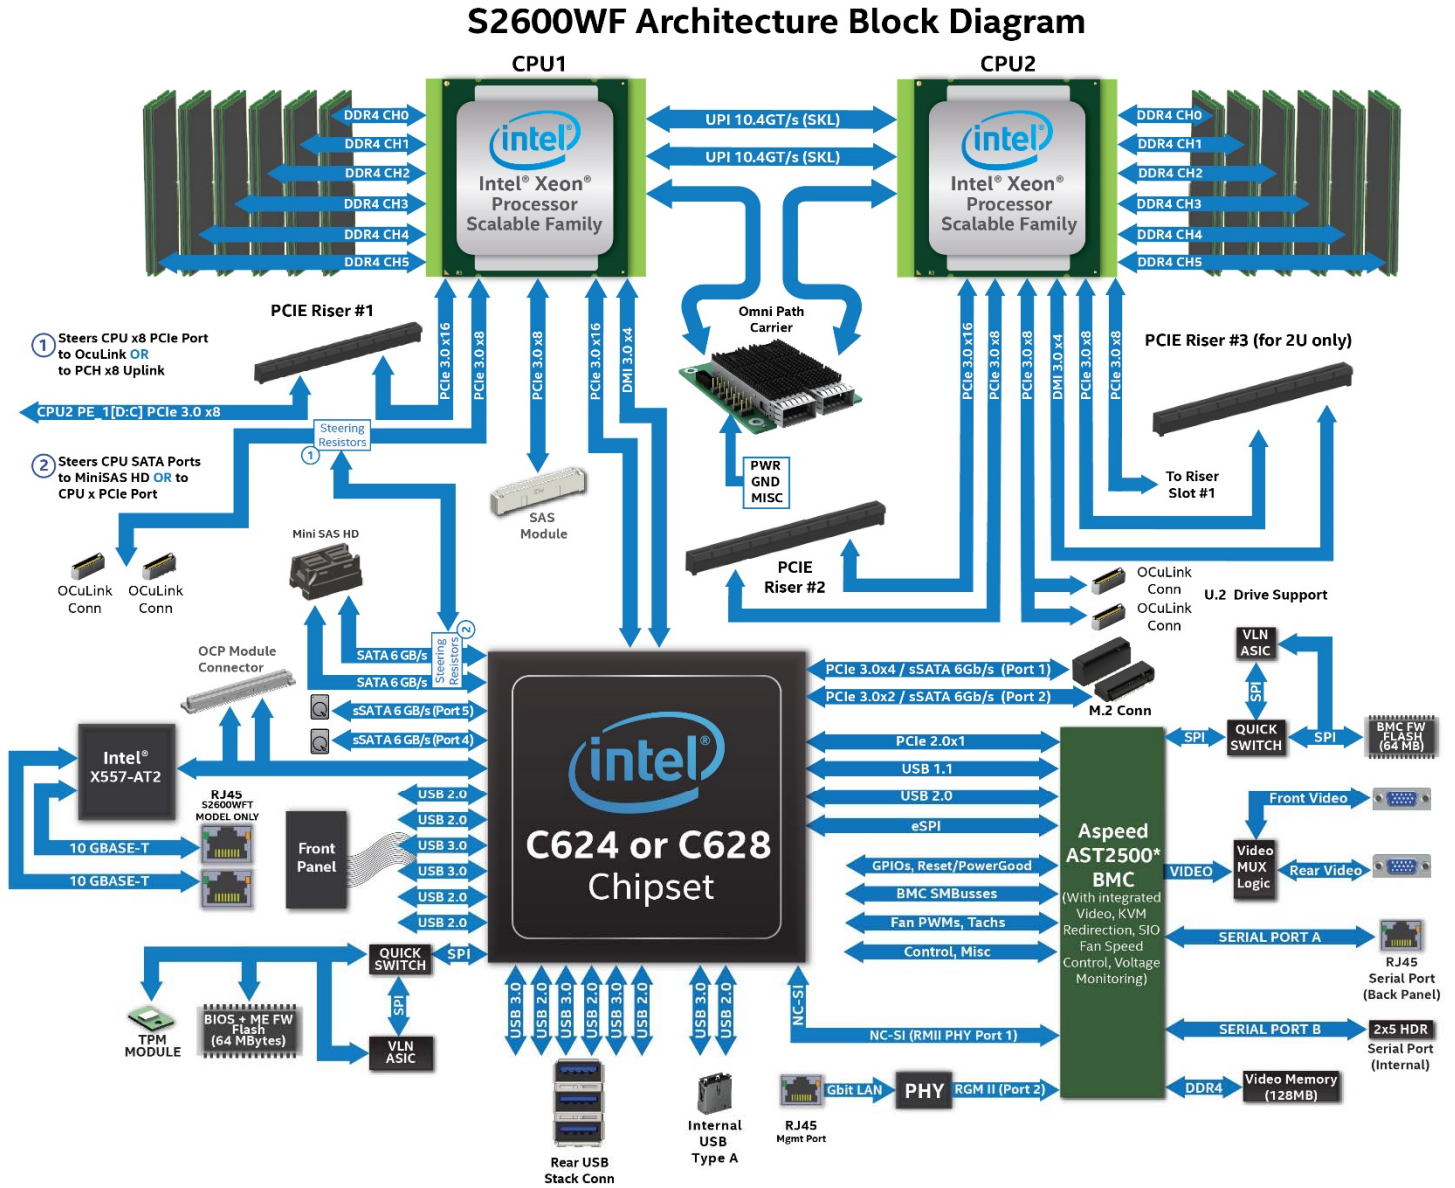 S2600WF Architecture Block Diagram
CPU1
CPU2
intel®
Intel® Xeon®
Processor
Scalable Family
intel®
Intel® Xeon®
Processor
Scalable Family
DDR4 CH0
DDR4 CH1
DDR4 CH2
DDR4 CH3
DDR4 CH4
DDR4 CH5
UPI 10.4GT/s (SKL)
UPI 10.4GT/s (SKL)
DDR4 CH0
DDR4 CH1
DDR4 CH2
DDR4 CH3
DDR4 CH4
DDR4 CH5
PCIE Riser #1
1
Steers CPU x8 PCIe Port
to OcuLink OR
to PCH x8 Uplink
CPU2 PE_1[D:C] PCIe 3.0 x8
2
Steers CPU SATA Ports
to MiniSAS HD OR to
CPU x PCIe Port
Steering
Resistors
1
PCIe 3.0 x16
PCIe 3.0 x8
PCIe 3.0 x8
PCIe 3.0 x16
DMI 3.0 x4
Omni Path
Carrier
PWR
GND
MISC
PCIe 3.0 x16
PCIe 3.0 x8
PCIe 3.0 x8
DMI 3.0 x4
PCIe 3.0 x8
PCIe 3.0 x8
PCIE Riser #3 (for 2U only)
To Riser
Slot #1
SAS
Module
Mini SAS HD
PCIE
Riser #2
OCuLink
Conn
OCuLink
Conn
OCuLink
Conn
OCuLink
Conn
U.2 Drive Support
OCP Module
Connector
SATA 6 GB/s
SATA 6 GB/s
Steering
Resistors
2
sSATA 6 GB/s (Port 5)
sSATA 6 GB/s (Port 4)
PCIe 3.0x4 / sSATA 6Gb/s (Port 1)
PCIe 3.0x2 / sSATA 6Gb/s (Port 2)
M.2 Conn
VLN
ASIC
SPI
SPI
QUICK
SWITCH
SPI
BMC FW
FLASH
(64 MB)
Intel®
X557-AT2
RJ45
S2600WFT
MODEL ONLY
10 GBASE-T
10 GBASE-T
Front
Panel
USB 2.0
USB 2.0
USB 3.0
USB 3.0
USB 2.0
USB 2.0
intel®
C624 or C628
Chipset
PCIe 2.0x1
USB 1.1
USB 2.0
eSPI
GPIOs, Reset/PowerGood
BMC SMBusses
Fan PWMs, Tachs
Control, Misc
Aspeed
AST2500*
BMC
(With integrated
Video, KVM
Redirection, SIO
Fan Speed
Control, Voltage
Monitoring)
VIDEO
Video
MUX
Logic
Front Video
Rear Video
SERIAL PORT A
RJ45
Serial Port
(Back Panel)
SERIAL PORT B
2x5 HDR
Serial Port
(Internal)
DDR4
Video Memory
(128MB)
SPI
QUICK
SWITCH
SPI
VLN
ASIC
TPM
MODULE
BIOS + ME FW
Flash
(64 MBytes)
USB 3.0
USB 2.0
USB 3.0
USB 2.0
USB 3.0
USB 2.0
USB 3.0
USB 2.0
NC-SI
NC-SI (RMII PHY Port 1)
Gbit LAN
PHY
RGM II (Port 2)
RJ45
Mgmt Port
Rear USB
Stack Conn
Internal
USB
Type A